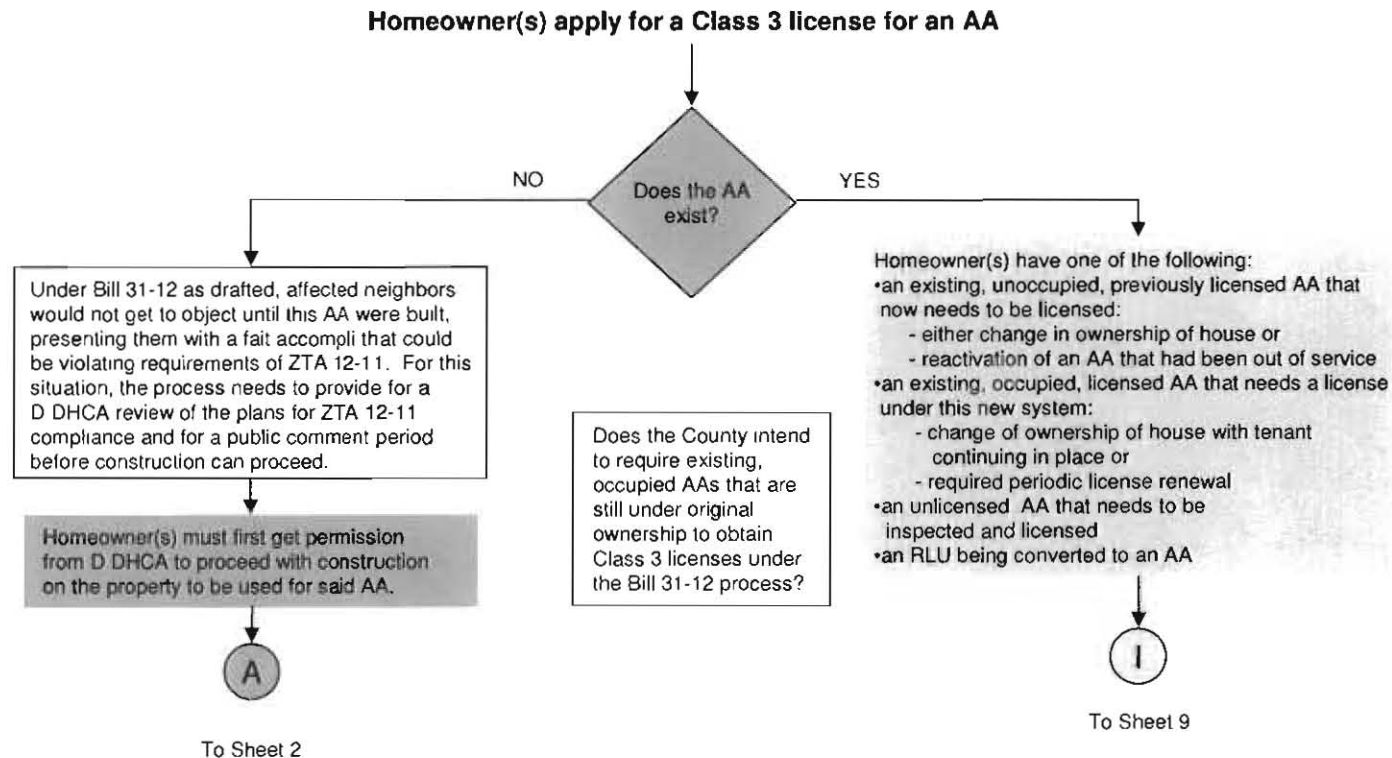 Homeowner(s) apply for a Class 3 license for an AA
Does the AA
exist?
NO
YES
Under Bill 31-12 as drafted, affected neighbors
would not get to object until this AA were built,
presenting them with a fait accompli that could
be violating requirements of ZTA 12-11. For this
situation, the process needs to provide for a
D DHCA review of the plans for ZTA 12-11
compliance and for a public comment period
before construction can proceed.
Homeowner(s) must first get permission
from D DHCA to proceed with construction
on the property to be used for said AA.
A
To Sheet 2
Does the County intend
to require existing,
occupied AAs that are
still under original
ownership to obtain
Class 3 licenses under
the Bill 31-12 process?
Homeowner(s) have one of the following:
•an existing, unoccupied, previously licensed AA that
now needs to be licensed:
- either change in ownership of house or
- reactivation of an AA that had been out of service
•an existing, occupied, licensed AA that needs a license
under this new system:
- change of ownership of house with tenant
continuing in place or
- required periodic license renewal
•an unlicensed AA that needs to be
inspected and licensed
•an RLU being converted to an AA
I
To Sheet 9